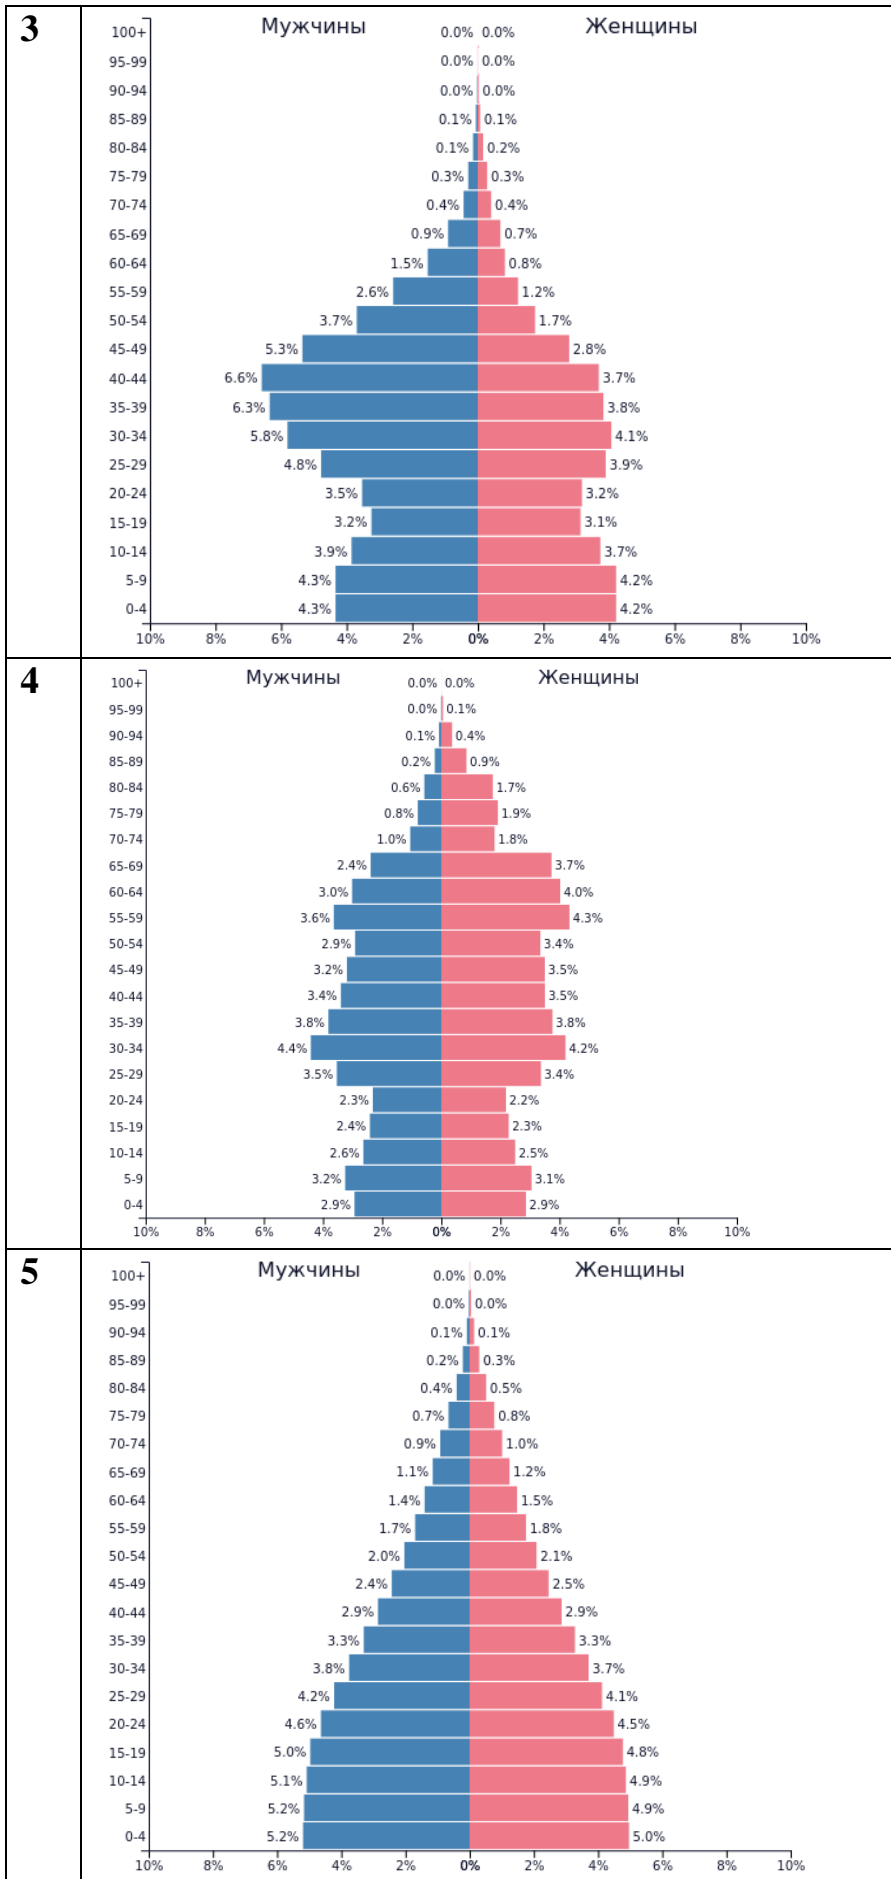 3
Мужчины Женщины
100+ 0.0% 0.0%
95-99 0.0% 0.0%
90-94 0.0% 0.0%
85-89 0.1% 0.1%
80-84 0.1% 0.2%
75-79 0.3% 0.3%
70-74 0.4% 0.4%
65-69 0.9% 0.7%
60-64 1.5% 0.8%
55-59 2.6% 1.2%
50-54 3.7% 1.7%
45-49 5.3% 2.8%
40-44 6.6% 3.7%
35-39 6.3% 3.8%
30-34 5.8% 4.1%
25-29 4.8% 3.9%
20-24 3.5% 3.2%
15-19 3.2% 3.1%
10-14 3.9% 3.7%
5-9 4.3% 4.2%
0-4 4.3% 4.2%
10% 8% 6% 4% 2% 0% 2% 4% 6% 8% 10%
4
Мужчины Женщины
100+ 0.0% 0.0%
95-99 0.0% 0.1%
90-94 0.1% 0.4%
85-89 0.2% 0.9%
80-84 0.6% 1.7%
75-79 0.8% 1.9%
70-74 1.0% 1.8%
65-69 2.4% 3.7%
60-64 3.0% 4.0%
55-59 3.6% 4.3%
50-54 2.9% 3.4%
45-49 3.2% 3.5%
40-44 3.4% 3.5%
35-39 3.8% 3.8%
30-34 4.4% 4.2%
25-29 3.5% 3.4%
20-24 2.3% 2.2%
15-19 2.4% 2.3%
10-14 2.6% 2.5%
5-9 3.2% 3.1%
0-4 2.9% 2.9%
10% 8% 6% 4% 2% 0% 2% 4% 6% 8% 10%
5
Мужчины Женщины
100+ 0.0% 0.0%
95-99 0.0% 0.0%
90-94 0.1% 0.1%
85-89 0.2% 0.3%
80-84 0.4% 0.5%
75-79 0.7% 0.8%
70-74 0.9% 1.0%
65-69 1.1% 1.2%
60-64 1.4% 1.5%
55-59 1.7% 1.8%
50-54 2.0% 2.1%
45-49 2.4% 2.5%
40-44 2.9% 2.9%
35-39 3.3% 3.3%
30-34 3.8% 3.7%
25-29 4.2% 4.1%
20-24 4.6% 4.5%
15-19 5.0% 4.8%
10-14 5.1% 4.9%
5-9 5.2% 4.9%
0-4 5.2% 5.0%
10% 8% 6% 4% 2% 0% 2% 4% 6% 8% 10%